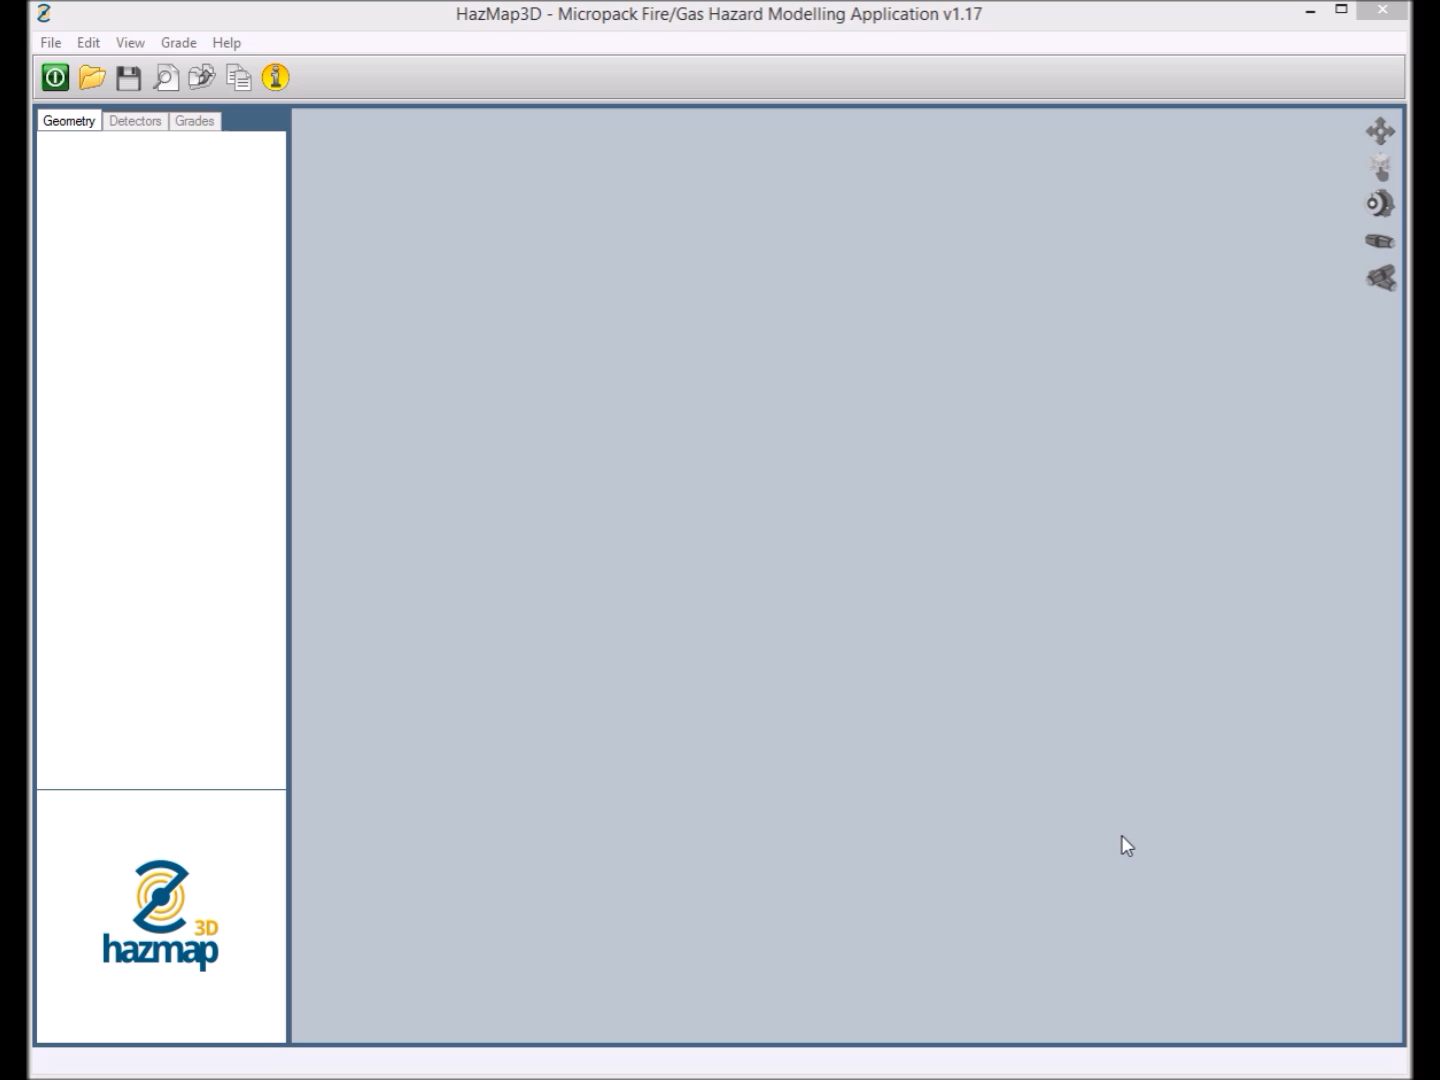 HazMap3D - Micropack Fire/Gas Hazard Modelling Application v1.17
File Edit View Grade Help
Geometry Detectors Grades
3D
hazmap